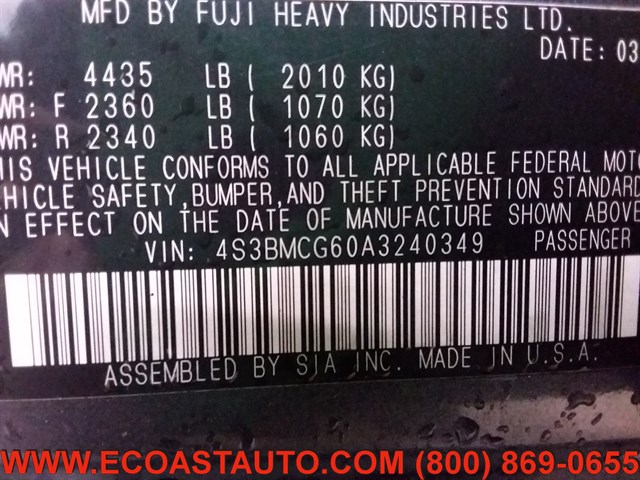 MFD BY FUJI HEAVY INDUSTRIES LTD.
DATE: 03
WR: 4435 LB ( 2010 KG)
WR: F 2360 LB ( 1070 KG)
WR: R 2340 LB ( 1060 KG)
HIS VEHICLE CONFORMS TO ALL APPLICABLE FEDERAL MOTO
EHICLE SAFETY,BUMPER,AND THEFT PREVENTION STANDARD
N EFFECT ON THE DATE OF MANUFACTURE SHOWN ABOVE
VIN: 4S3BMCG60A3240349 PASSENGER
ASSEMBLED BY SIA INC. MADE IN U.S.A.
WWW.ECOASTAUTO.COM (800) 869-0655